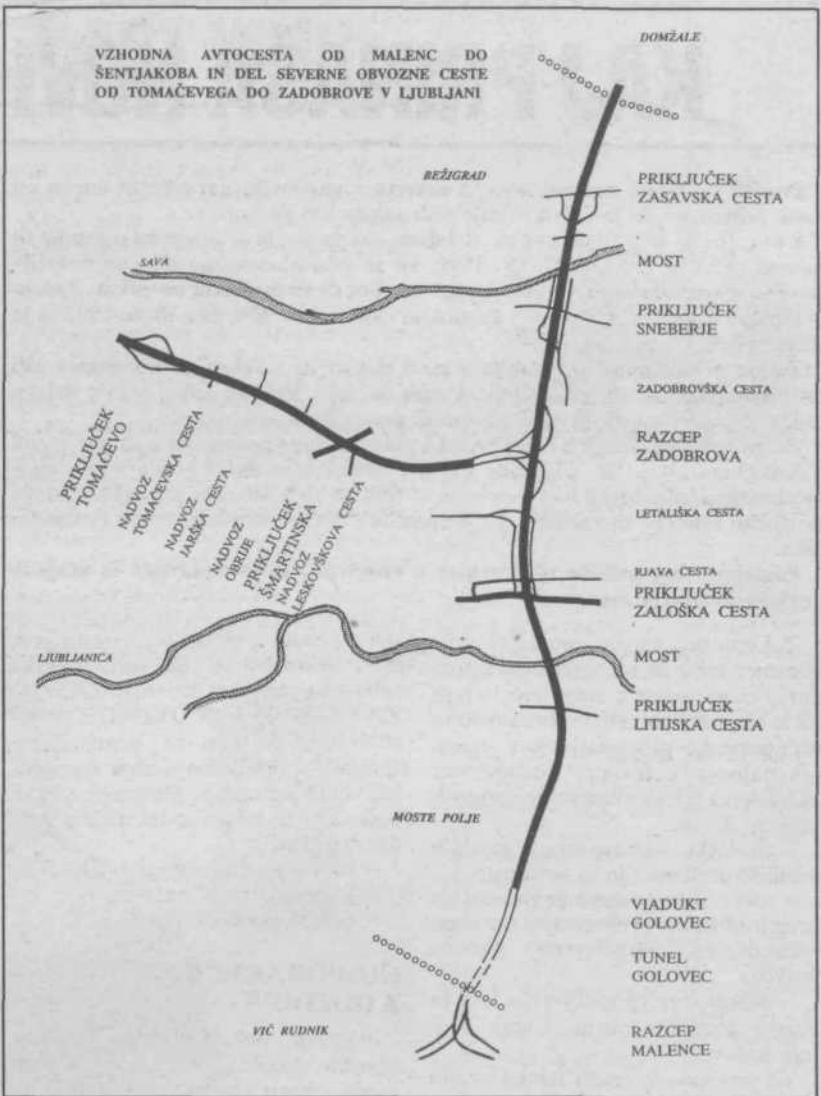 VZHODNA AVTOCESTA OD MALENC DO
ŠENTJAKOBA IN DEL SEVERNE OBVOZNE CESTE
OD TOMAČEVEGA DO ZADOBROVE V LJUBLJANI
DOMŽALE
BEŽIGRAD
PRIKLJUČEK
ZASAVSKA CESTA
SAVA
MOST
PRIKLJUČEK
SNEBERJE
ZADOBROVŠKA CESTA
RAZCEP
ZADOBROVA
PRIKLJUČEK
TOMAČEVO
NADVOZ
TOMAČEVSKA CESTA
NADVOZ
JARŠKA CESTA
NADVOZ
OBRIJE
PRIKLJUČEK
ŠMARTINSKA
NADVOZ
LESKOVŠKOVA CESTA
LETALIŠKA CESTA
RJAVA CESTA
PRIKLJUČEK
ZALOŠKA CESTA
LJUBLJANICA
MOST
PRIKLJUČEK
LITIJSKA CESTA
MOSTE POLJE
VIADUKT
GOLOVEC
TUNEL
GOLOVEC
VIČ RUDNIK
RAZCEP
MALENCE